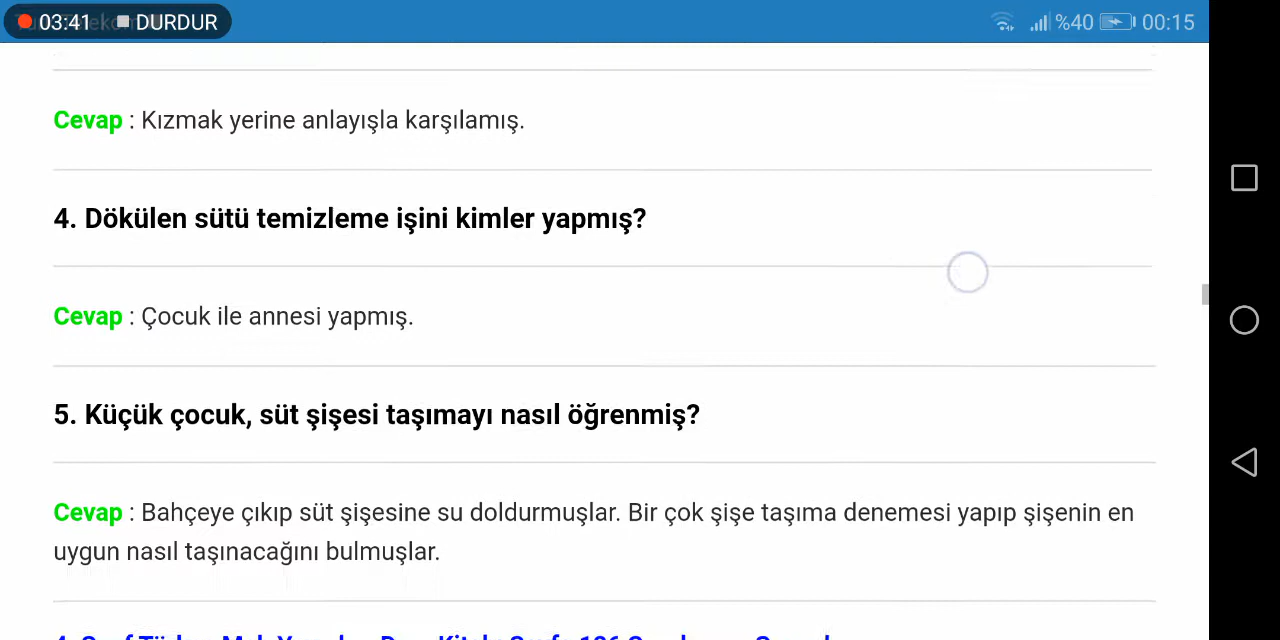 03:41 DURDUR %40 00:15
Cevap : Kızmak yerine anlayışla karşılamış.
4. Dökülen sütü temizleme işini kimler yapmış?
Cevap : Çocuk ile annesi yapmış.
5. Küçük çocuk, süt şişesi taşımayı nasıl öğrenmiş?
Cevap : Bahçeye çıkıp süt şişesine su doldurmuşlar. Bir çok şişe taşıma denemesi yapıp şişenin en
uygun nasıl taşınacağını bulmuşlar.